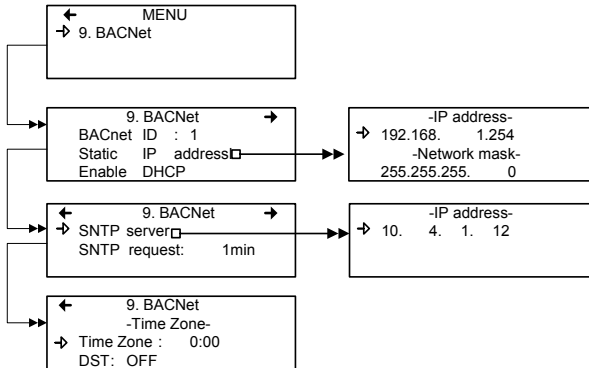 MENU
9. BACNet
9. BACNet
BACnet ID : 1
Static IP address
Enable DHCP
-IP address-
192.168. 1.254
-Network mask-
255.255.255. 0
9. BACNet
SNTP server
SNTP request: 1min
-IP address-
10. 4. 1. 12
9. BACNet
-Time Zone-
Time Zone : 0:00
DST: OFF